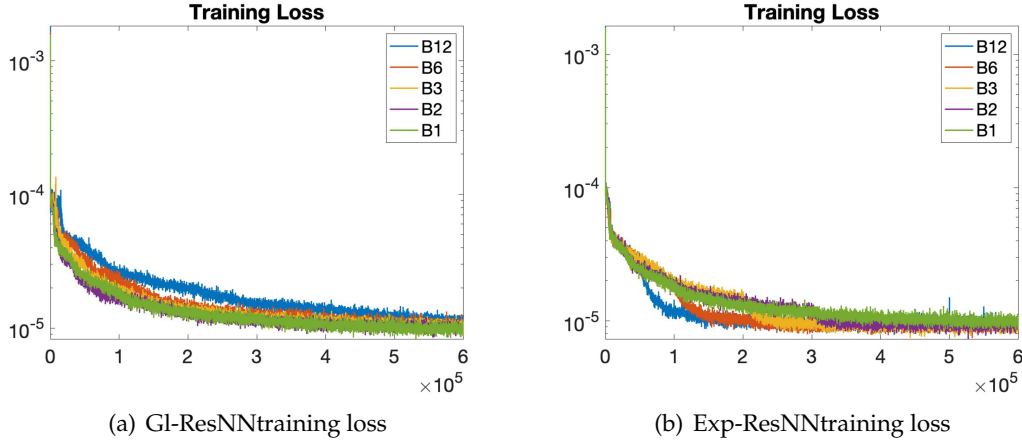 Training Loss
10^-3
10^-4
10^-5
B12
B6
B3
B2
B1
0 1 2 3 4 5 6
×10^5
(a) Gl-ResNNtraining loss
Training Loss
10^-3
10^-4
10^-5
B12
B6
B3
B2
B1
0 1 2 3 4 5 6
×10^5
(b) Exp-ResNNtraining loss